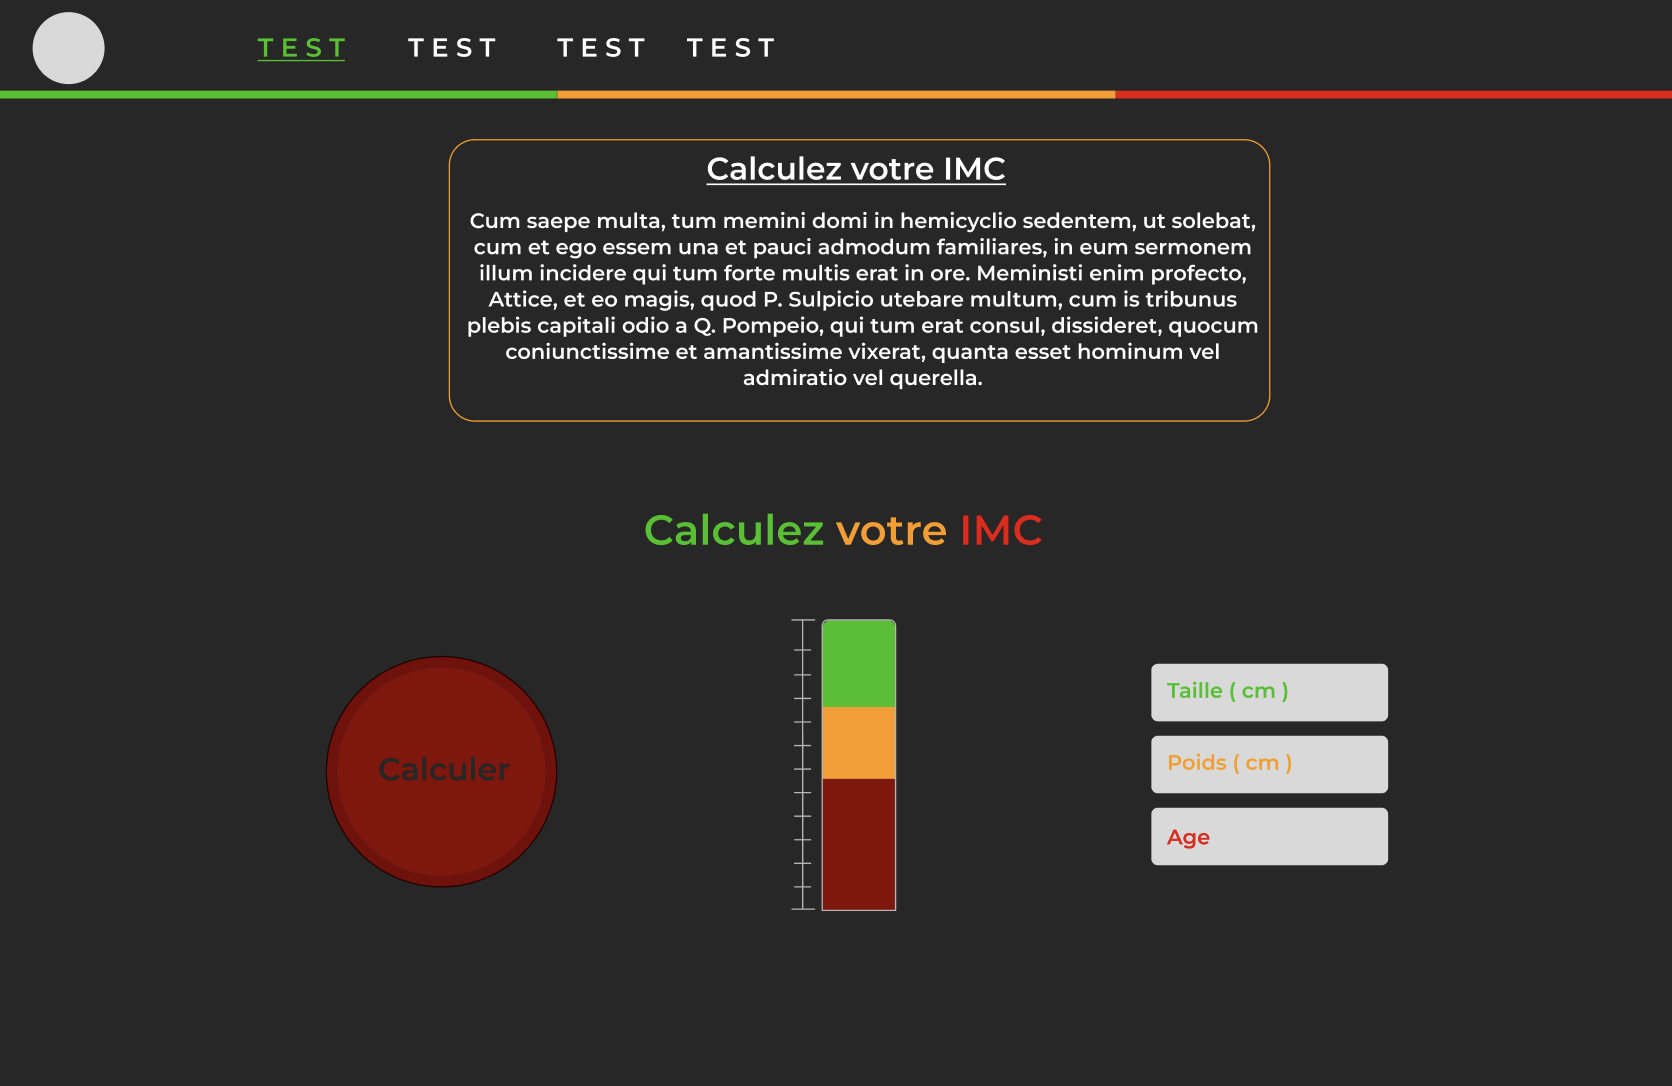 TEST TEST TEST TEST
Calculez votre IMC
Cum saepe multa, tum memini domi in hemicyclio sedentem, ut solebat,
cum et ego essem una et pauci admodum familiares, in eum sermonem
illum incidere qui tum forte multis erat in ore. Meministi enim profecto,
Attice, et eo magis, quod P. Sulpicio utebare multum, cum is tribunus
plebis capitali odio a Q. Pompeio, qui tum erat consul, dissideret, quocum
coniunctissime et amantissime vixerat, quanta esset hominum vel
admiratio vel querella.
Calculez votre IMC
Calculer
Taille ( cm )
Poids ( cm )
Age